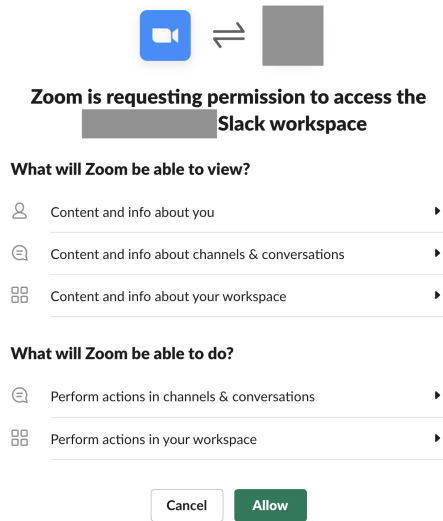 Zoom is requesting permission to access the
Slack workspace
What will Zoom be able to view?
Content and info about you
Content and info about channels & conversations
Content and info about your workspace
What will Zoom be able to do?
Perform actions in channels & conversations
Perform actions in your workspace
Cancel
Allow